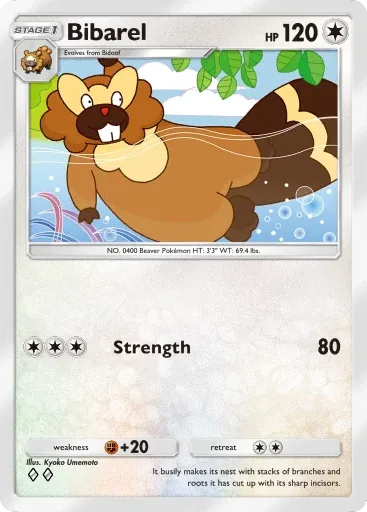 STAGE 1
Bibarel
HP 120
Evolves from Bidoof
NO. 0400 Beaver Pokémon HT: 3'3" WT: 69.4 lbs.
Strength 80
weakness +20 retreat
Illus. Kyoko Umemoto
It busily makes its nest with stacks of branches and
roots it has cut up with its sharp incisors.